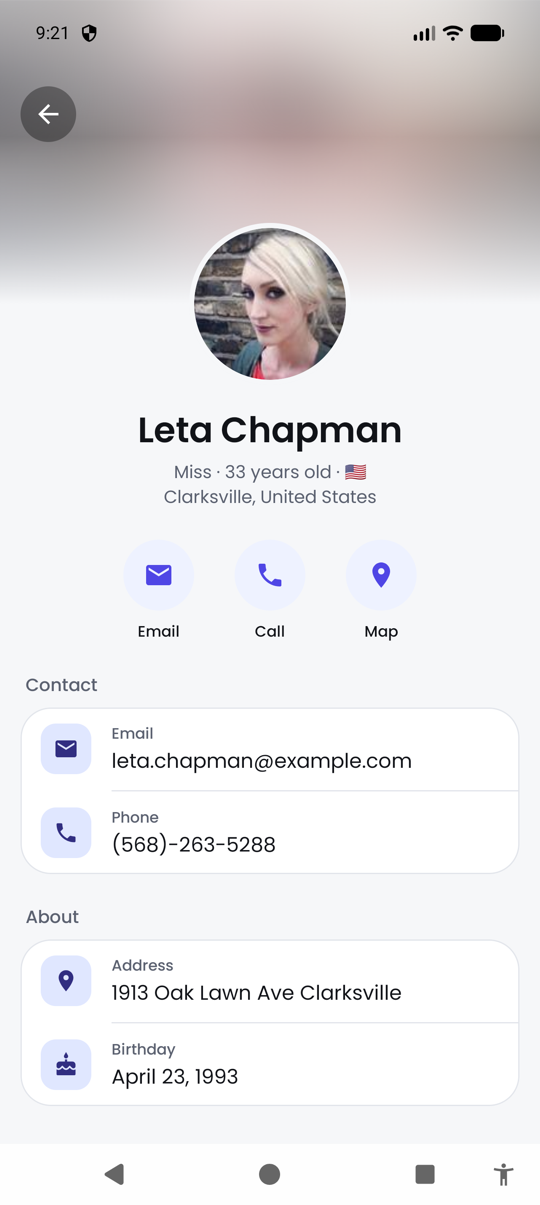 9:21
Leta Chapman
Miss · 33 years old · 🇺🇸
Clarksville, United States
Email
Call
Map
Contact
Email
leta.chapman@example.com
Phone
(568)-263-5288
About
Address
1913 Oak Lawn Ave Clarksville
Birthday
April 23, 1993